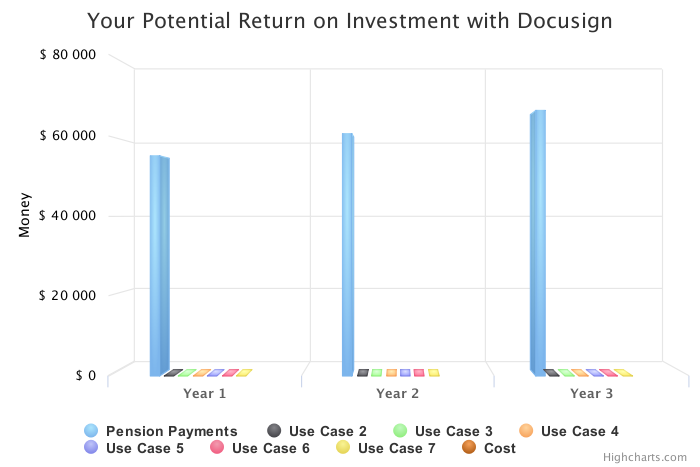 Your Potential Return on Investment with Docusign
$ 80 000
$ 60 000
$ 40 000
$ 20 000
$ 0
Money
Year 1 Year 2 Year 3
Pension Payments Use Case 2 Use Case 3 Use Case 4
Use Case 5 Use Case 6 Use Case 7 Cost
Highcharts.com